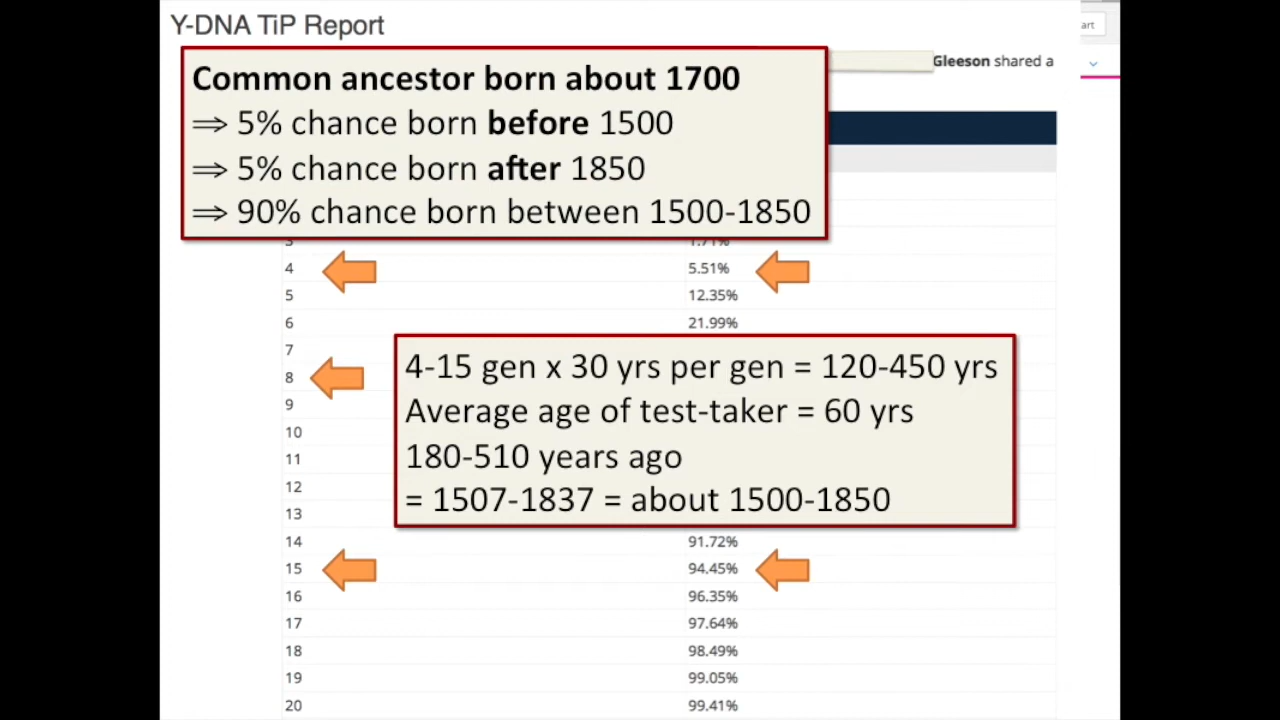 Y-DNA TiP Report
art
Gleeson shared a
Common ancestor born about 1700
⇒ 5% chance born before 1500
⇒ 5% chance born after 1850
⇒ 90% chance born between 1500-1850
3 1.71%
4 5.51%
5 12.35%
6 21.99%
7
8
9
10
11
12
13
4-15 gen x 30 yrs per gen = 120-450 yrs
Average age of test-taker = 60 yrs
180-510 years ago
= 1507-1837 = about 1500-1850
14 91.72%
15 94.45%
16 96.35%
17 97.64%
18 98.49%
19 99.05%
20 99.41%